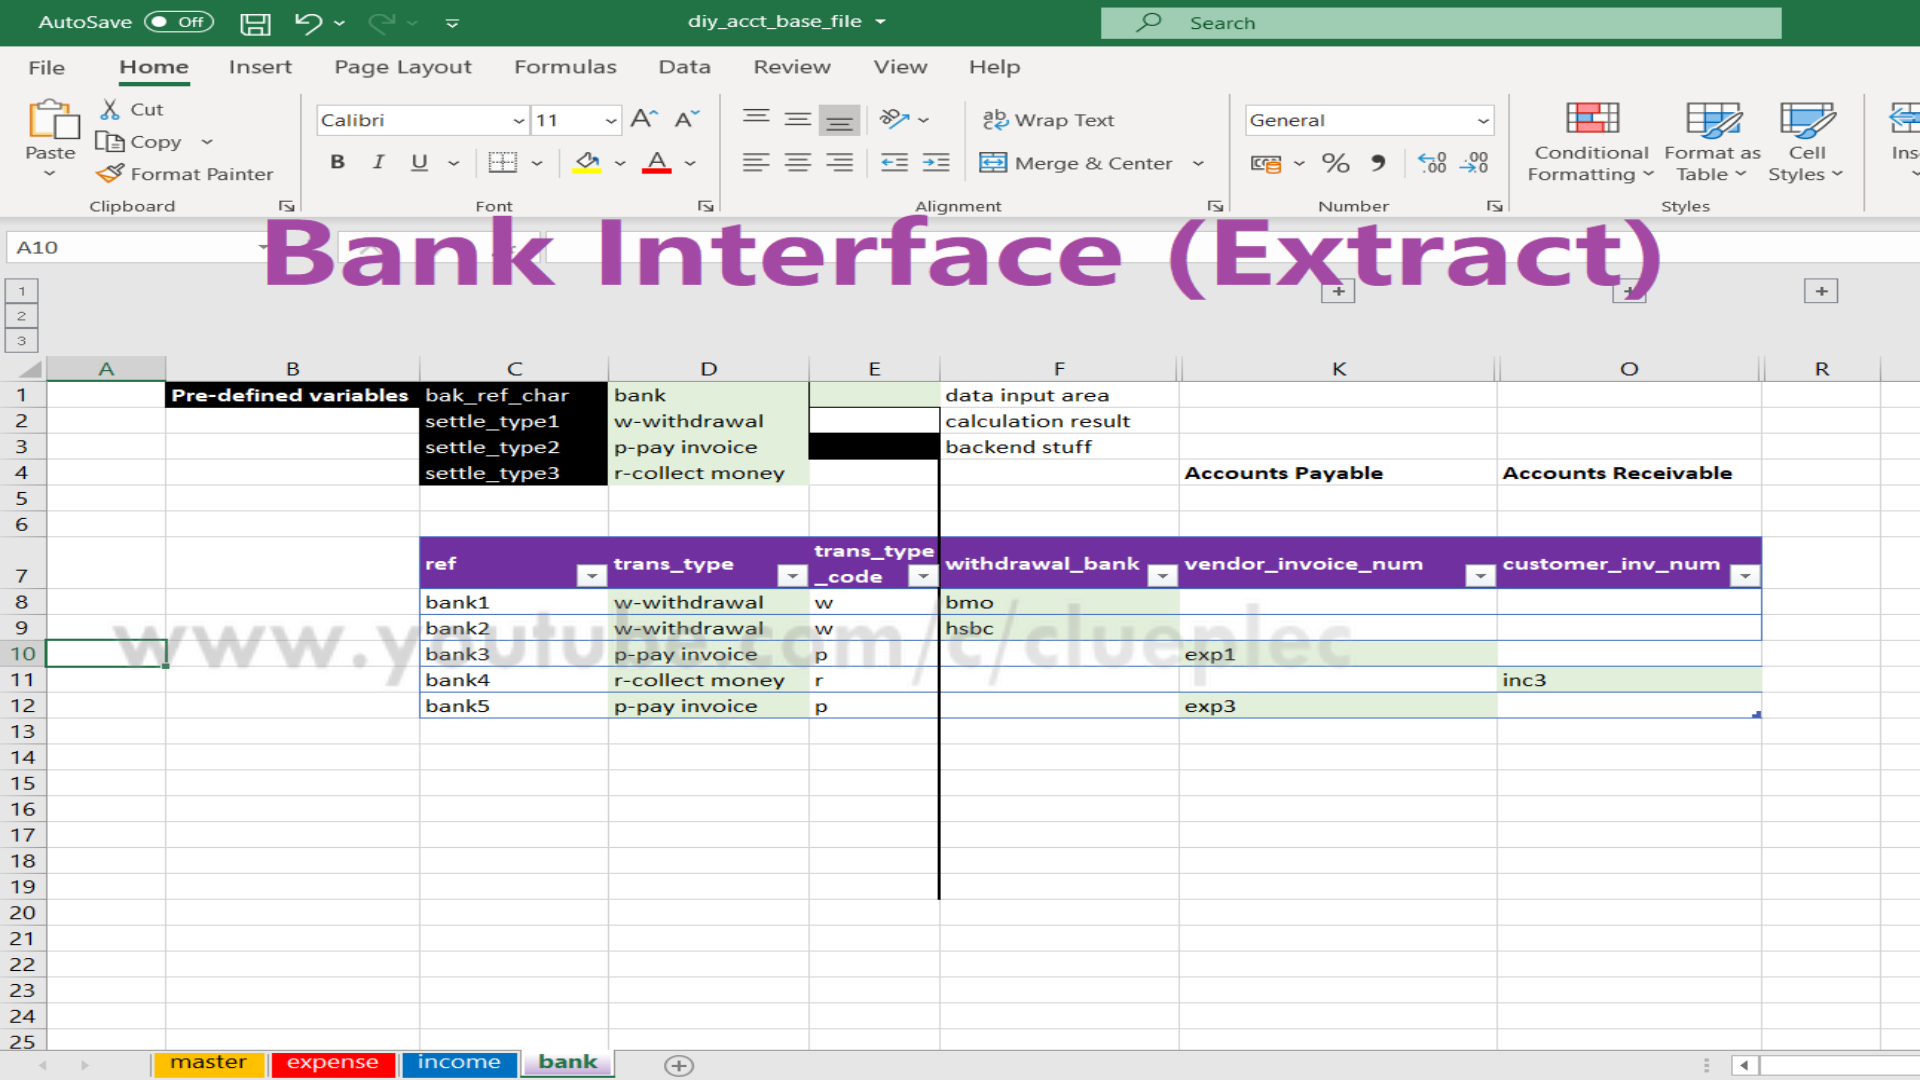 AutoSave Off diy_acct_base_file Search
File Home Insert Page Layout Formulas Data Review View Help
Paste Cut Copy Format Painter
Clipboard
Calibri 11
B I U A
Font
ab Wrap Text
Merge & Center
Alignment
General
% .00 .00
Number
Conditional Formatting Format as Table Cell Styles
Styles
A10
Bank Interface (Extract)
1
2
3
A B C D E F K O R
1 Pre-defined variables bak_ref_char bank data input area
2 settle_type1 w-withdrawal calculation result
3 settle_type2 p-pay invoice backend stuff
4 settle_type3 r-collect money Accounts Payable Accounts Receivable
5
6
7 ref trans_type trans_type_code withdrawal_bank vendor_invoice_num customer_inv_num
8 bank1 w-withdrawal w bmo
9 bank2 w-withdrawal w hsbc
www.youtube.com/c/clueplec
10 bank3 p-pay invoice p exp1
11 bank4 r-collect money r inc3
12 bank5 p-pay invoice p exp3
13
14
15
16
17
18
19
20
21
22
23
24
25
master expense income bank